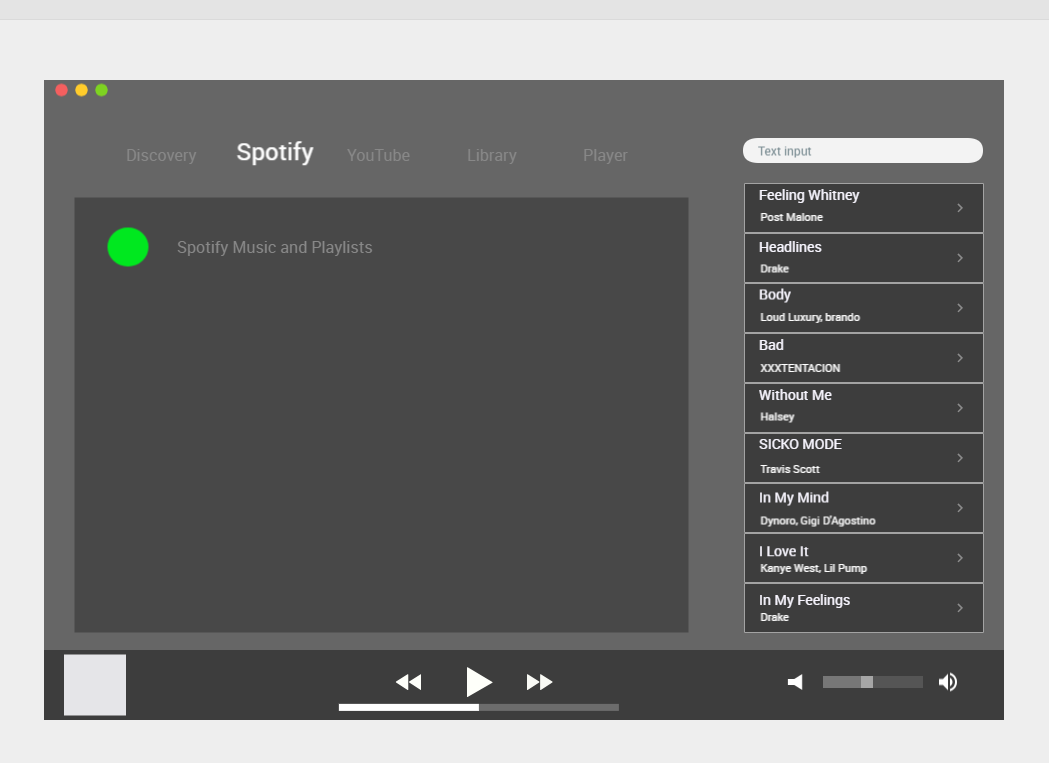 Discovery
Spotify
YouTube
Library
Player
Text input
Spotify Music and Playlists
Feeling Whitney
Post Malone
Headlines
Drake
Body
Loud Luxury, brando
Bad
XXXTENTACION
Without Me
Halsey
SICKO MODE
Travis Scott
In My Mind
Dynoro, Gigi D'Agostino
I Love It
Kanye West, Lil Pump
In My Feelings
Drake